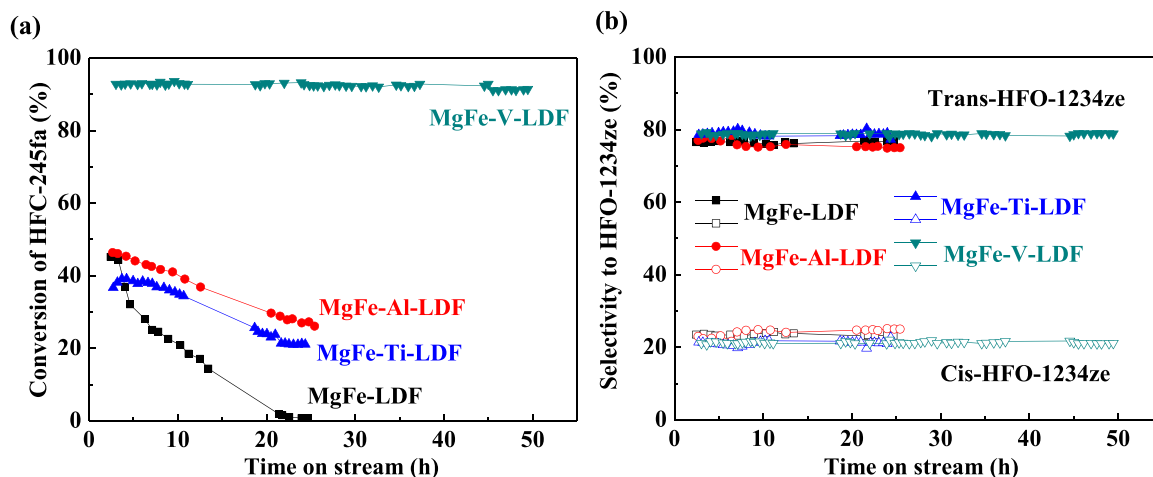 (a)
Conversion of HFC-245fa (%)
100
80
60
40
20
0
MgFe-V-LDF
MgFe-Al-LDF
MgFe-Ti-LDF
MgFe-LDF
0 10 20 30 40 50
Time on stream (h)
(b)
Selectivity to HFO-1234ze (%)
100
80
60
40
20
0
Trans-HFO-1234ze
MgFe-LDF MgFe-Ti-LDF
MgFe-Al-LDF MgFe-V-LDF
Cis-HFO-1234ze
0 10 20 30 40 50
Time on stream (h)